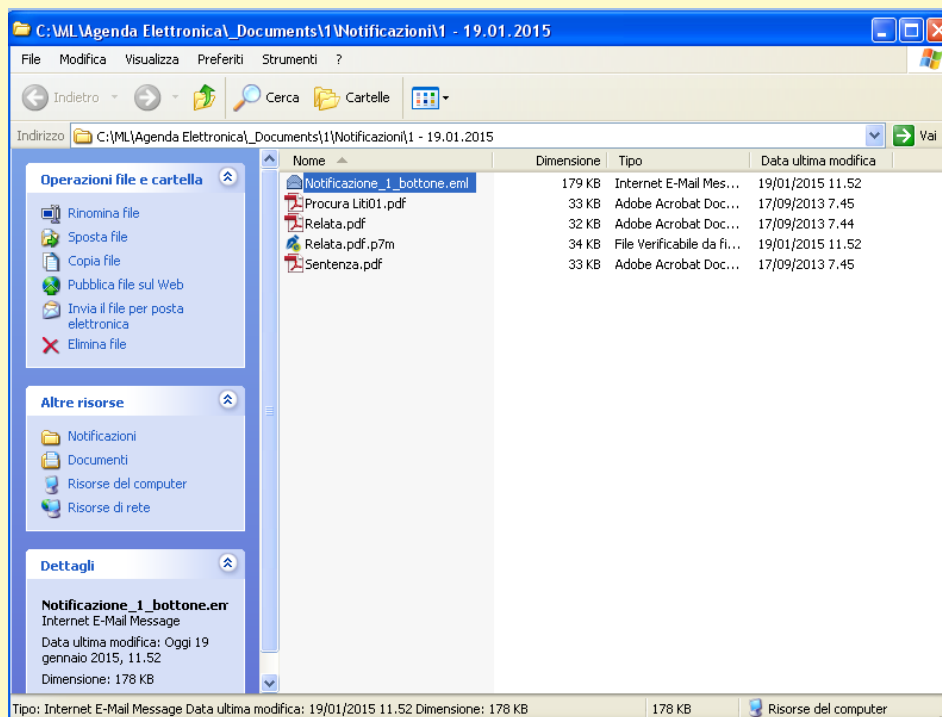 C:\ML\Agenda Elettronica\_Documents\1\Notificazioni\1 - 19.01.2015
File Modifica Visualizza Preferiti Strumenti ?
Indietro Cerca Cartelle
Indirizzo C:\ML\Agenda Elettronica\_Documents\1\Notificazioni\1 - 19.01.2015 Vai
Operazioni file e cartella
Rinomina file
Sposta file
Copia file
Pubblica file sul Web
Invia il file per posta
elettronica
Elimina file
Altre risorse
Notificazioni
Documenti
Risorse del computer
Risorse di rete
Dettagli
Notificazione_1_bottone.em
Internet E-Mail Message
Data ultima modifica: Oggi 19
gennaio 2015, 11.52
Dimensione: 178 KB
Nome Dimensione Tipo Data ultima modifica
Notificazione_1_bottone.eml 179 KB Internet E-Mail Mes... 19/01/2015 11.52
Procura Liti01.pdf 33 KB Adobe Acrobat Doc... 17/09/2013 7.45
Relata.pdf 32 KB Adobe Acrobat Doc... 17/09/2013 7.44
Relata.pdf.p7m 34 KB File Verificabile da fi... 19/01/2015 11.52
Sentenza.pdf 33 KB Adobe Acrobat Doc... 17/09/2013 7.45
Tipo: Internet E-Mail Message Data ultima modifica: 19/01/2015 11.52 Dimensione: 178 KB 178 KB Risorse del computer